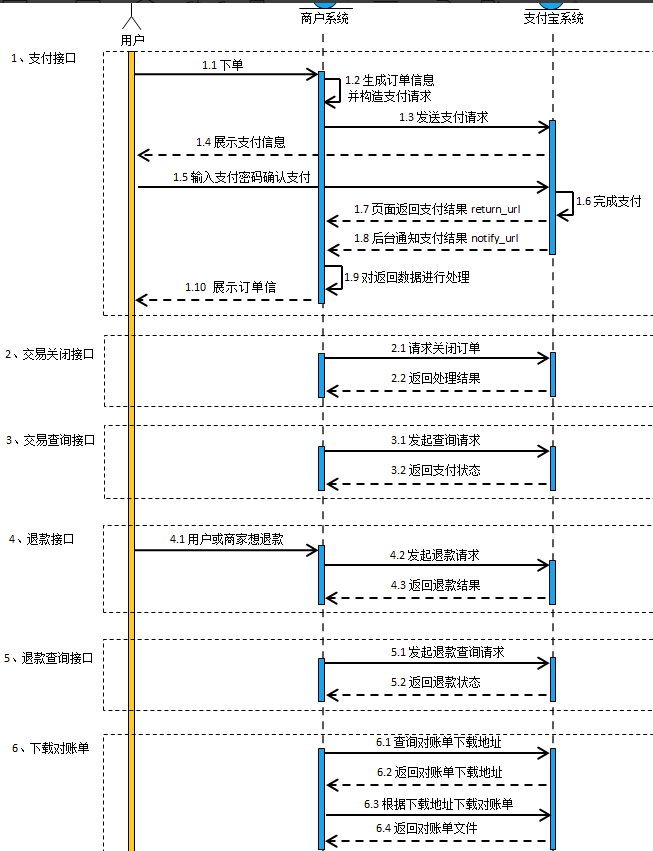 用户
商户系统
支付宝系统
1、支付接口
1.1 下单
1.2 生成订单信息
并构造支付请求
1.3 发送支付请求
1.4 展示支付信息
1.5 输入支付密码确认支付
1.6 完成支付
1.7 页面返回支付结果 return_url
1.8 后台通知支付结果 notify_url
1.9 对返回数据进行处理
1.10 展示订单信
2、交易关闭接口
2.1 请求关闭订单
2.2 返回处理结果
3、交易查询接口
3.1 发起查询请求
3.2 返回支付状态
4、退款接口
4.1 用户或商家想退款
4.2 发起退款请求
4.3 返回退款结果
5、退款查询接口
5.1 发起退款查询请求
5.2 返回退款状态
6、下载对账单
6.1 查询对账单下载地址
6.2 返回对账单下载地址
6.3 根据下载地址下载对账单
6.4 返回对账单文件